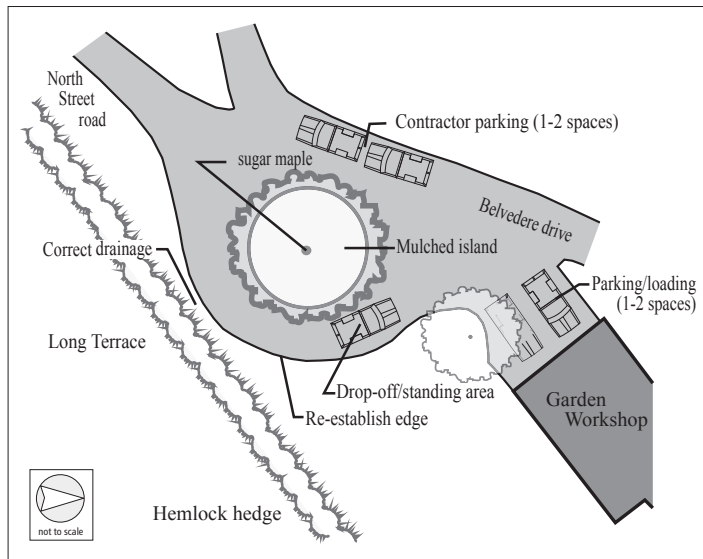 North
Street
road
Contractor parking (1-2 spaces)
sugar maple
Belvedere drive
Mulched island
Correct drainage
Parking/loading
(1-2 spaces)
Long Terrace
Drop-off/standing area
Re-establish edge
Garden
Workshop
Hemlock hedge
not to scale